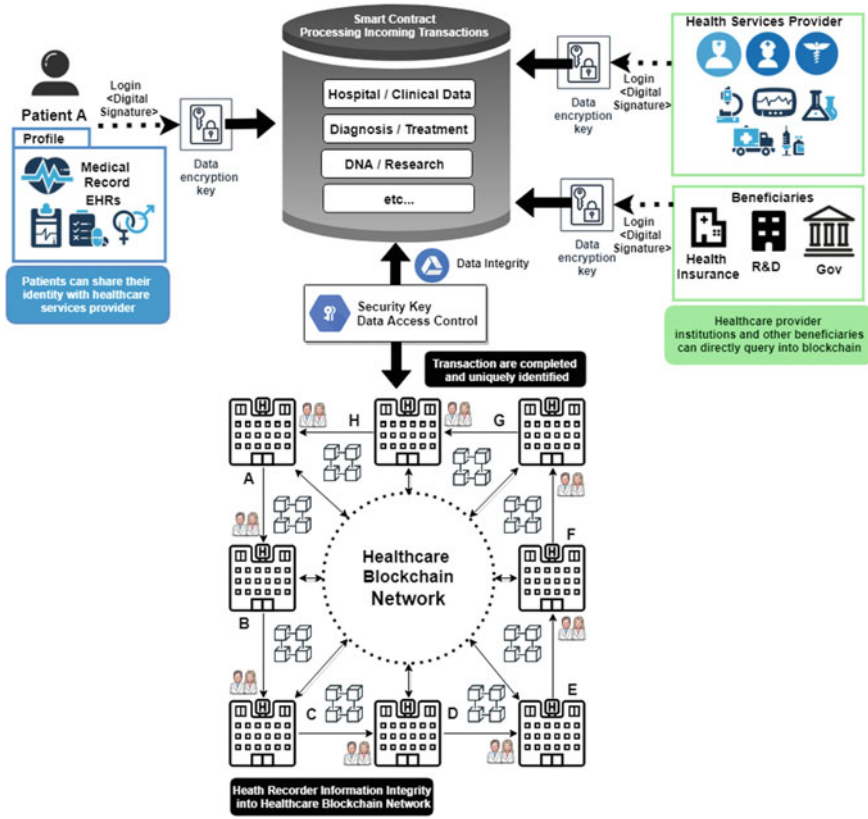 Smart Contract
Processing Incoming Transactions
Hospital / Clinical Data
Diagnosis / Treatment
DNA / Research
etc...
Patient A
Login
<Digital
Signature>
Data
encryption
key
Profile
Medical
Record
EHRs
Patients can share their
identity with healthcare
services provider
Health Services Provider
Login
<Digital
Signature>
Data
encryption
key
Beneficiaries
Health
Insurance
R&D
Gov
Login
<Digital
Signature>
Data
encryption
key
Healthcare provider
institutions and other beneficiaries
can directly query into blockchain
Data Integrity
Security Key
Data Access Control
Transaction are completed
and uniquely identified
H
H
H
H
G
A
H
H
F
B
Healthcare
Blockchain
Network
H
H
H
C
D
E
Heath Recorder Information Integrity
into Healthcare Blockchain Network